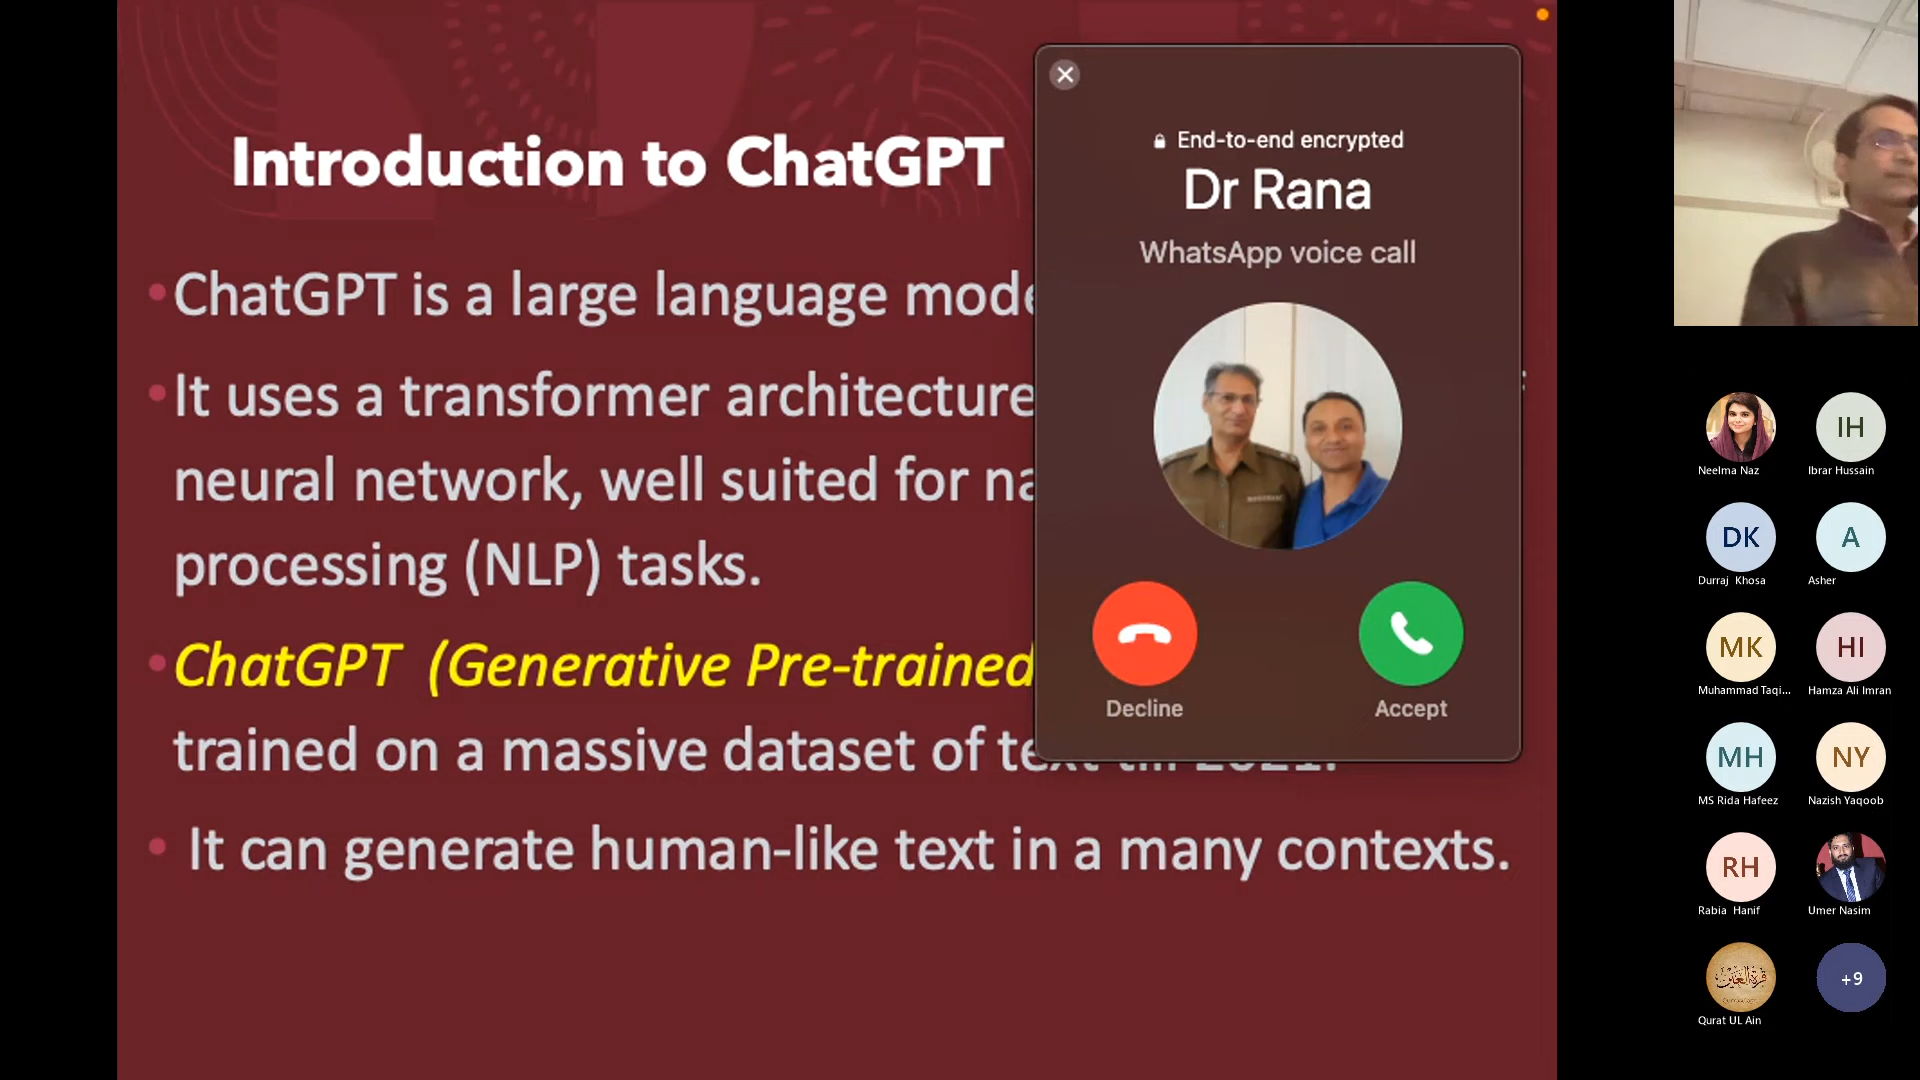 Introduction to ChatGPT
•ChatGPT is a large language mode
•It uses a transformer architecture
neural network, well suited for na
processing (NLP) tasks.
•ChatGPT (Generative Pre-trained
trained on a massive dataset of text till 2021.
• It can generate human-like text in a many contexts.
End-to-end encrypted
Dr Rana
WhatsApp voice call
Decline
Accept
Neelma Naz
IH
Ibrar Hussain
DK
Durraj Khosa
A
Asher
MK
Muhammad Taqi...
HI
Hamza Ali Imran
MH
MS Rida Hafeez
NY
Nazish Yaqoob
RH
Rabia Hanif
Umer Nasim
Qurat UL Ain
+9